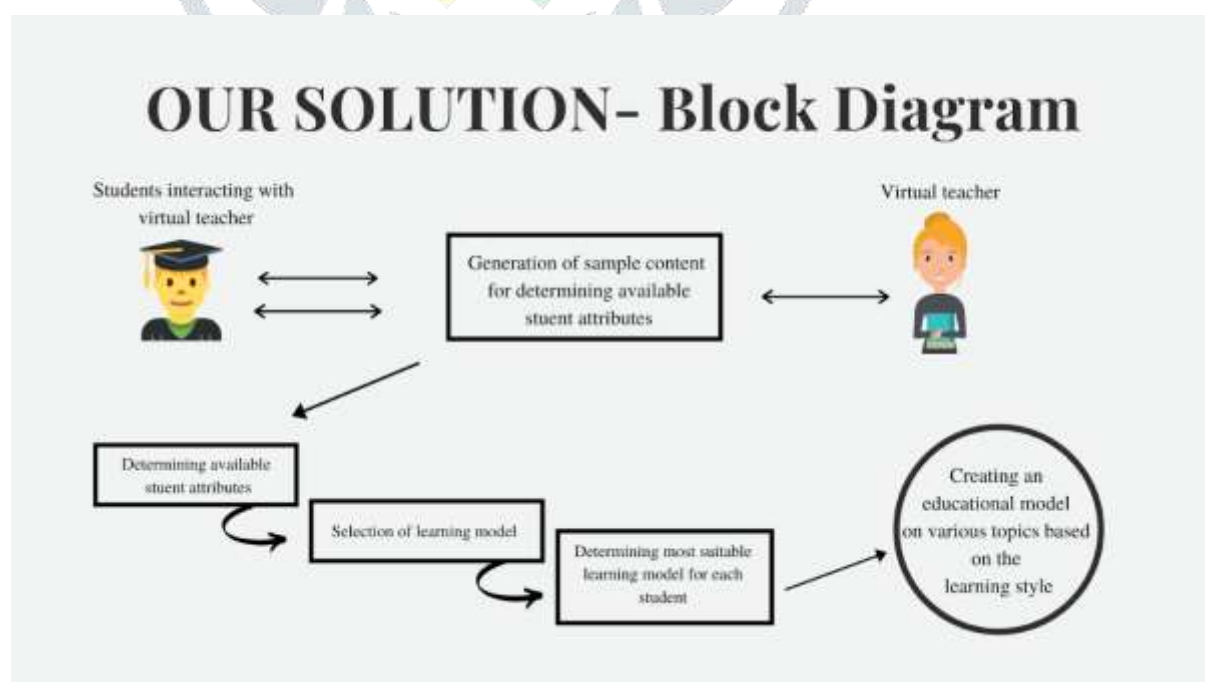 OUR SOLUTION- Block Diagram
Students interacting with
virtual teacher
Virtual teacher
Generation of sample content
for determining available
stuent attributes
Determining available
stuent attributes
Selection of learning model
Determining most suitable
learning model for each
student
Creating an
educational model
on various topics based
on the
learning style